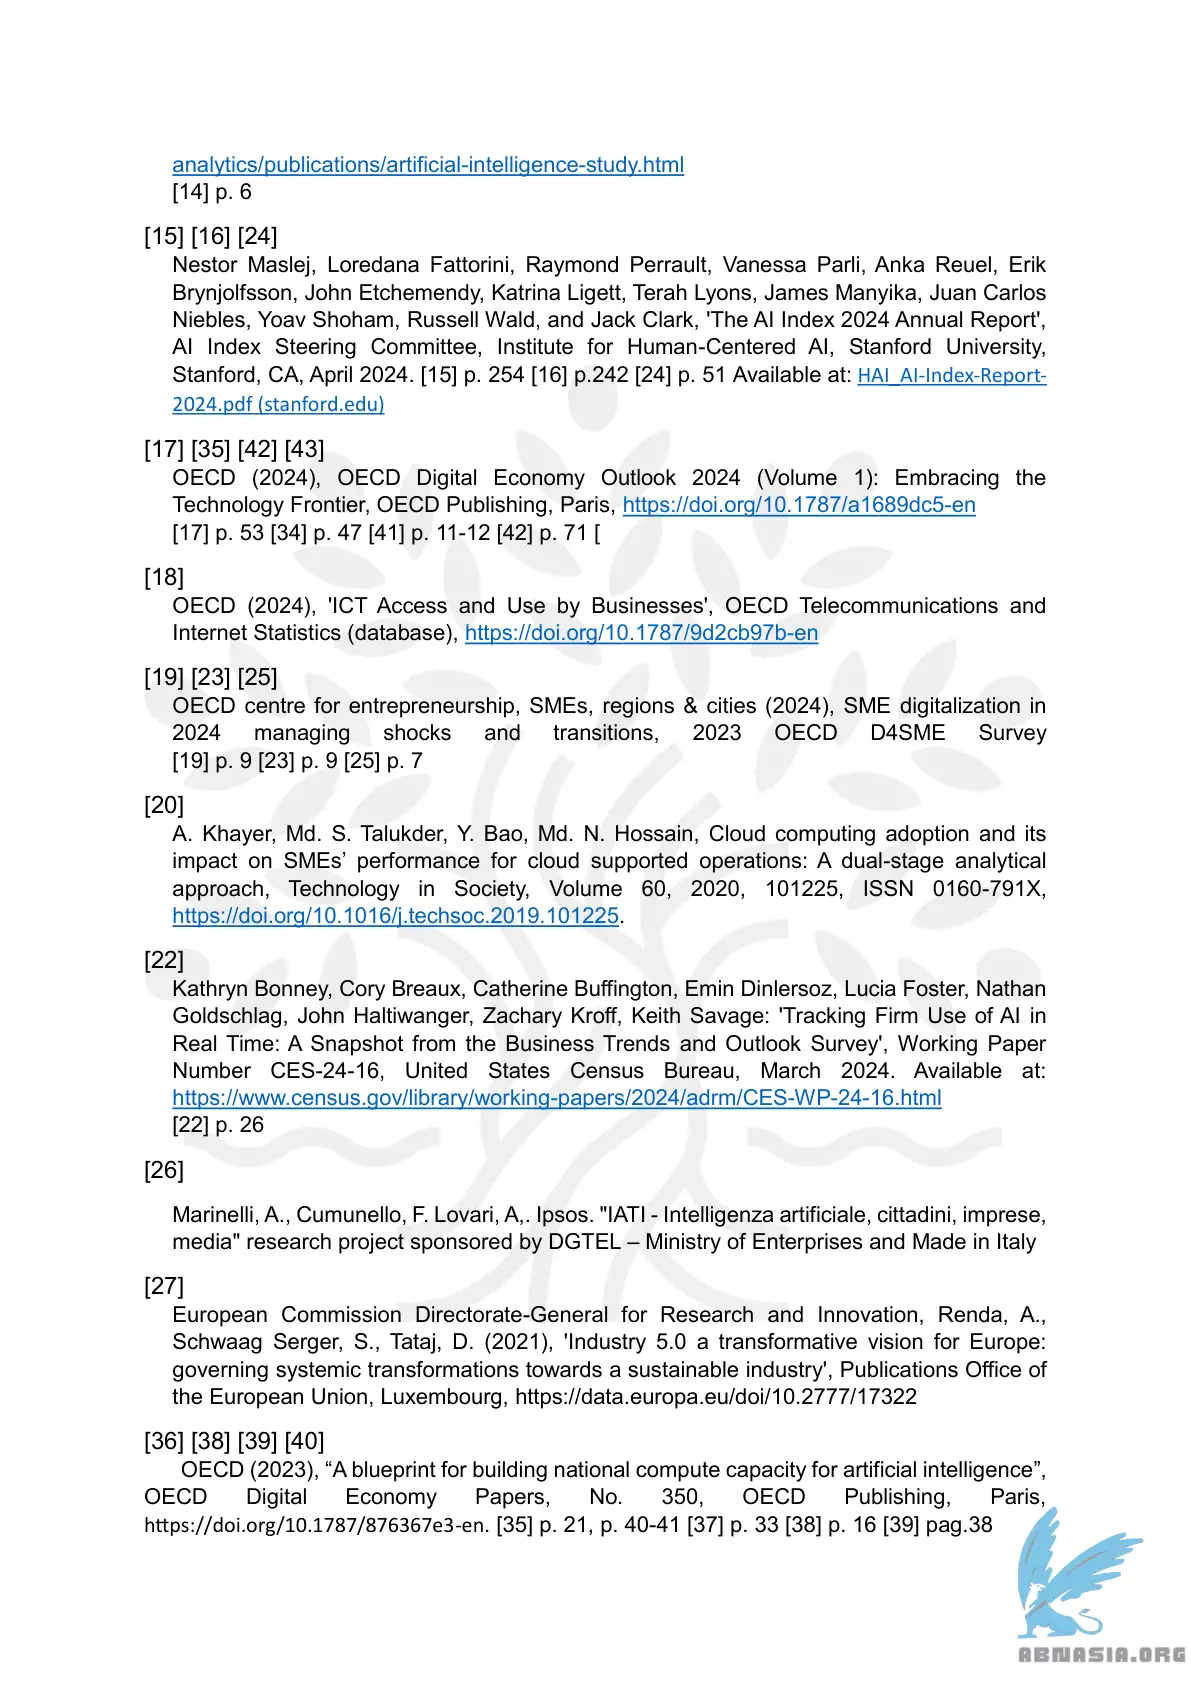 analytics/publications/artificial-intelligence-study.html
[14] p. 6
[15] [16] [24]
Nestor Maslej, Loredana Fattorini, Raymond Perrault, Vanessa Parli, Anka Reuel, Erik
Brynjolfsson, John Etchemendy, Katrina Ligett, Terah Lyons, James Manyika, Juan Carlos
Niebles, Yoav Shoham, Russell Wald, and Jack Clark, 'The AI Index 2024 Annual Report',
AI Index Steering Committee, Institute for Human-Centered AI, Stanford University,
Stanford, CA, April 2024. [15] p. 254 [16] p.242 [24] p. 51 Available at: HAI_AI-Index-Report-
2024.pdf (stanford.edu)
[17] [35] [42] [43]
OECD (2024), OECD Digital Economy Outlook 2024 (Volume 1): Embracing the
Technology Frontier, OECD Publishing, Paris, https://doi.org/10.1787/a1689dc5-en
[17] p. 53 [34] p. 47 [41] p. 11-12 [42] p. 71 [
[18]
OECD (2024), 'ICT Access and Use by Businesses', OECD Telecommunications and
Internet Statistics (database), https://doi.org/10.1787/9d2cb97b-en
[19] [23] [25]
OECD centre for entrepreneurship, SMEs, regions & cities (2024), SME digitalization in
2024 managing shocks and transitions, 2023 OECD D4SME Survey
[19] p. 9 [23] p. 9 [25] p. 7
[20]
A. Khayer, Md. S. Talukder, Y. Bao, Md. N. Hossain, Cloud computing adoption and its
impact on SMEs’ performance for cloud supported operations: A dual-stage analytical
approach, Technology in Society, Volume 60, 2020, 101225, ISSN 0160-791X,
https://doi.org/10.1016/j.techsoc.2019.101225.
[22]
Kathryn Bonney, Cory Breaux, Catherine Buffington, Emin Dinlersoz, Lucia Foster, Nathan
Goldschlag, John Haltiwanger, Zachary Kroff, Keith Savage: 'Tracking Firm Use of AI in
Real Time: A Snapshot from the Business Trends and Outlook Survey', Working Paper
Number CES-24-16, United States Census Bureau, March 2024. Available at:
https://www.census.gov/library/working-papers/2024/adrm/CES-WP-24-16.html
[22] p. 26
[26]
Marinelli, A., Cumunello, F. Lovari, A,. Ipsos. "IATI - Intelligenza artificiale, cittadini, imprese,
media" research project sponsored by DGTEL – Ministry of Enterprises and Made in Italy
[27]
European Commission Directorate-General for Research and Innovation, Renda, A.,
Schwaag Serger, S., Tataj, D. (2021), 'Industry 5.0 a transformative vision for Europe:
governing systemic transformations towards a sustainable industry', Publications Office of
the European Union, Luxembourg, https://data.europa.eu/doi/10.2777/17322
[36] [38] [39] [40]
OECD (2023), “A blueprint for building national compute capacity for artificial intelligence”,
OECD Digital Economy Papers, No. 350, OECD Publishing, Paris,
https://doi.org/10.1787/876367e3-en. [35] p. 21, p. 40-41 [37] p. 33 [38] p. 16 [39] pag.38
ABNASIA.ORG